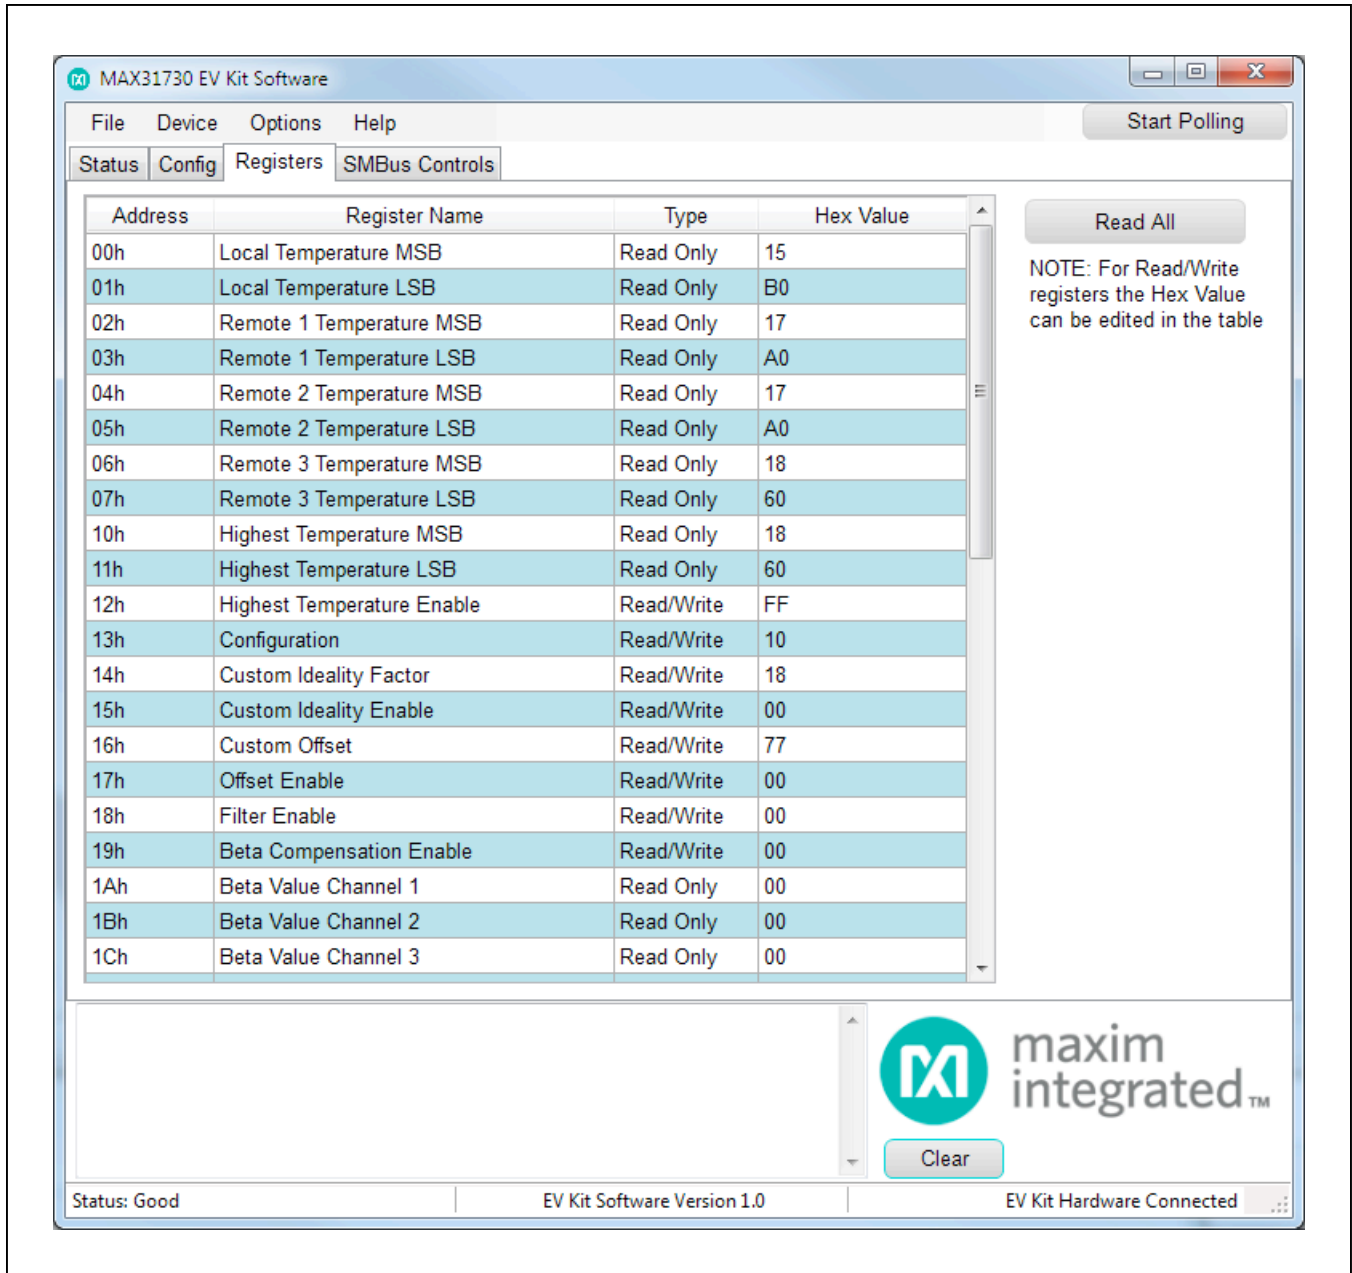 MAX31730 EV Kit Software
File Device Options Help Start Polling
Status Config Registers SMBus Controls
Address Register Name Type Hex Value
Read All
NOTE: For Read/Write
registers the Hex Value
can be edited in the table
00h Local Temperature MSB Read Only 15
01h Local Temperature LSB Read Only B0
02h Remote 1 Temperature MSB Read Only 17
03h Remote 1 Temperature LSB Read Only A0
04h Remote 2 Temperature MSB Read Only 17
05h Remote 2 Temperature LSB Read Only A0
06h Remote 3 Temperature MSB Read Only 18
07h Remote 3 Temperature LSB Read Only 60
10h Highest Temperature MSB Read Only 18
11h Highest Temperature LSB Read Only 60
12h Highest Temperature Enable Read/Write FF
13h Configuration Read/Write 10
14h Custom Ideality Factor Read/Write 18
15h Custom Ideality Enable Read/Write 00
16h Custom Offset Read/Write 77
17h Offset Enable Read/Write 00
18h Filter Enable Read/Write 00
19h Beta Compensation Enable Read/Write 00
1Ah Beta Value Channel 1 Read Only 00
1Bh Beta Value Channel 2 Read Only 00
1Ch Beta Value Channel 3 Read Only 00
maxim
integrated™
Clear
Status: Good EV Kit Software Version 1.0 EV Kit Hardware Connected